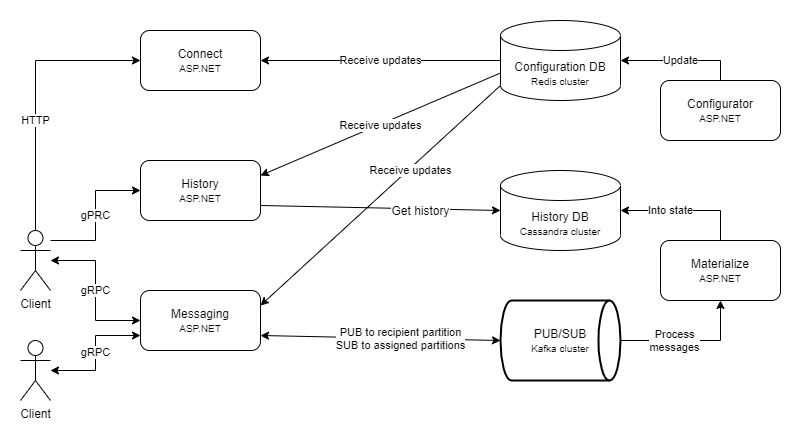 Connect
ASP.NET
Receive updates
Configuration DB
Redis cluster
Update
Configurator
ASP.NET
HTTP
Receive updates
Receive updates
History
ASP.NET
gPRC
Get history
History DB
Cassandra cluster
Into state
Materialize
ASP.NET
Client
gRPC
Messaging
ASP.NET
PUB to recipient partition
SUB to assigned partitions
PUB/SUB
Kafka cluster
Process
messages
gRPC
Client